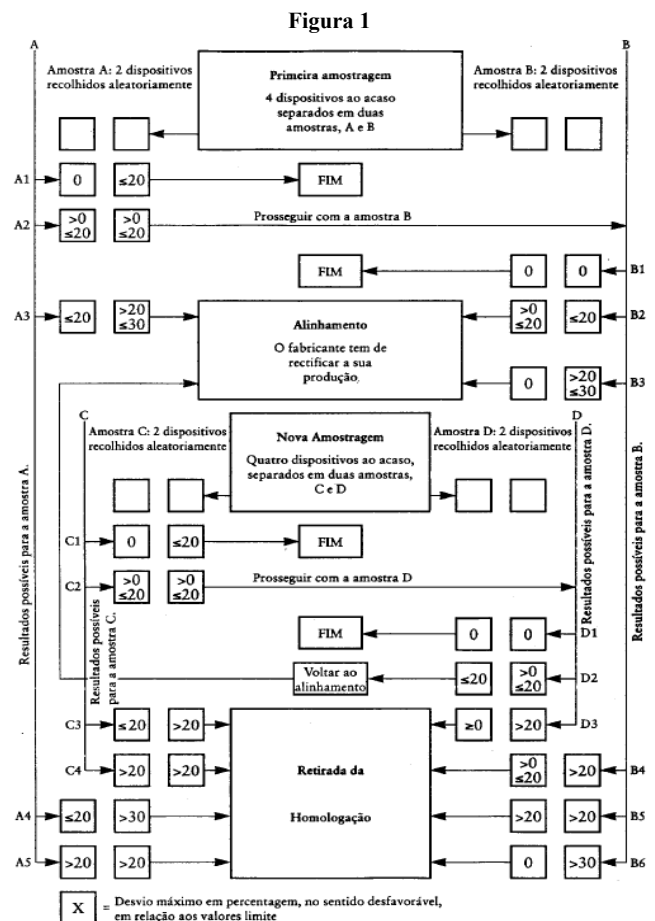 Figura 1
A
B
Amostra A: 2 dispositivos
recolhidos aleatoriamente
Primeira amostragem
4 dispositivos ao acaso
separados em duas
amostras, A e B
Amostra B: 2 dispositivos
recolhidos aleatoriamente
A1 0 ≤20 FIM
A2 >0 ≤20 >0 ≤20 Prosseguir com a amostra B
FIM 0 0 B1
A3 ≤20 >20 ≤30
Alinhamento
O fabricante tem de
rectificar a sua
produção.
>0 ≤20 ≤20 B2
0 >20 ≤30 B3
C
D
Amostra C: 2 dispositivos
recolhidos aleatoriamente
Nova Amostragem
Quatro dispositivos ao acaso,
separados em duas amostras,
C e D
Amostra D: 2 dispositivos
recolhidos aleatoriamente
C1 0 ≤20 FIM
C2 >0 ≤20 >0 ≤20 Prosseguir com a amostra D
FIM 0 0 D1
Voltar ao
alinhamento
≤20 >0 ≤20 D2
C3 ≤20 >20
≥0 >20 D3
C4 >20 >20
Retirada da
Homologação
>0 ≤20 >20 B4
A4 ≤20 >30
>20 >20 B5
A5 >20 >20
0 >30 B6
Resultados possíveis para a amostra A.
Resultados possíveis
para a amostra C.
Resultados possíveis para a amostra D.
Resultados possíveis para a amostra B.
X = Desvio máximo em percentagem, no sentido desfavorável,
em relação aos valores limite